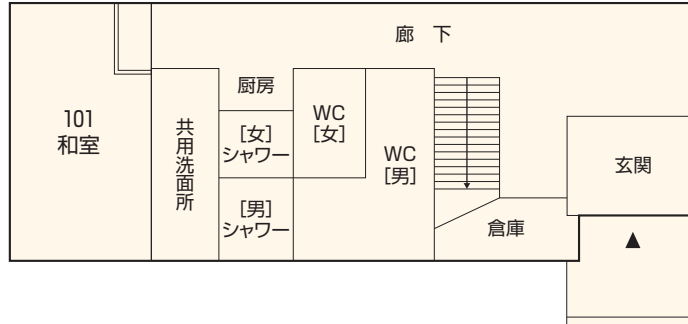 廊 下
厨房
101
和室
共用洗面所
[女]
シャワー
WC
[女]
WC
[男]
[男]
シャワー
玄関
倉庫
▲